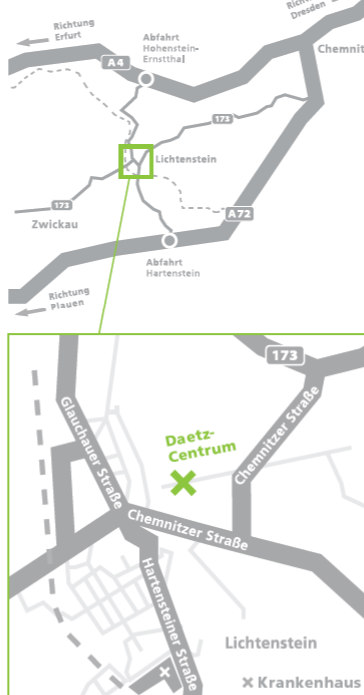 Richtung
Dresden
Richtung
Erfurt
Abfahrt
Hohenstein-
Ernstthal
Chemnit
A4
173
Lichtenstein
173
Zwickau
A72
Abfahrt
Hartenstein
Richtung
Plauen
173
Glauchauer Straße
Daetz-
Centrum
Chemnitzer Straße
Chemnitzer Straße
Hartensteiner Straße
Lichtenstein
Krankenhaus